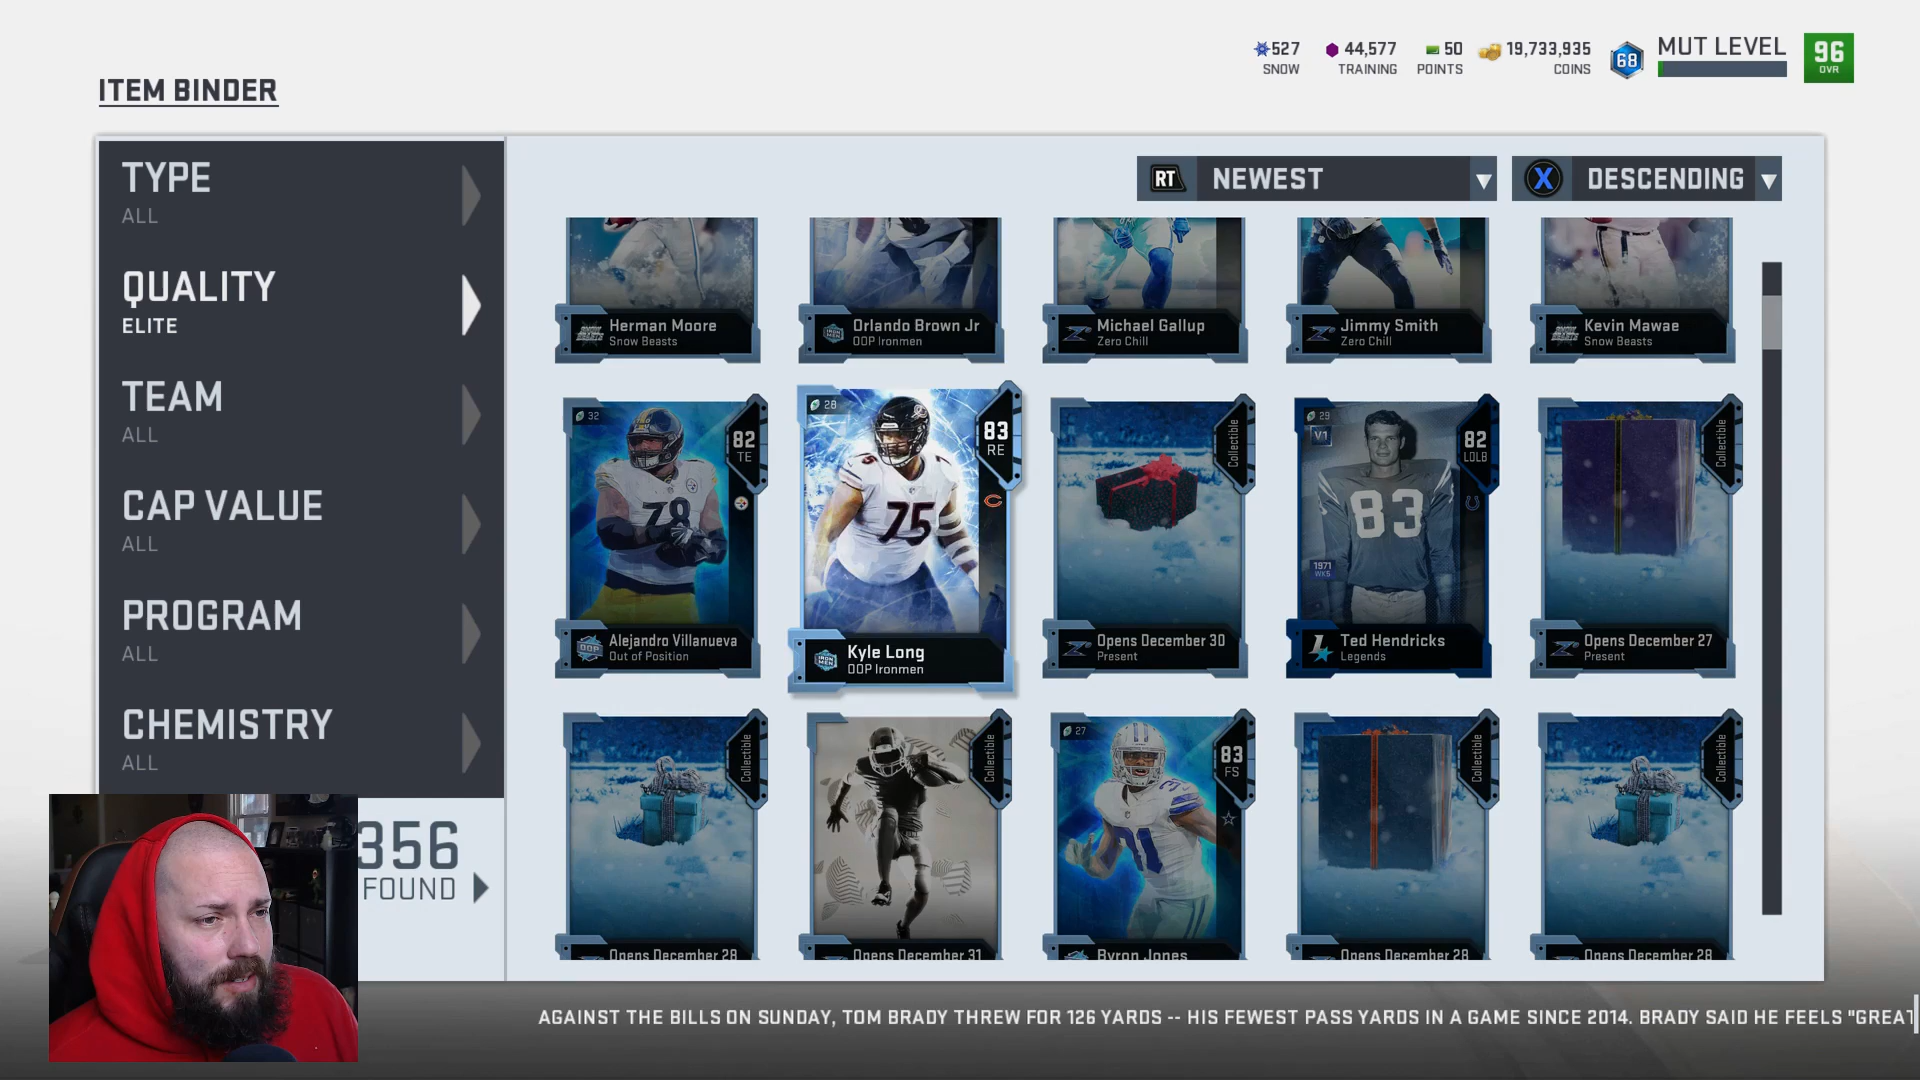 527
SNOW
44,577
TRAINING
50
POINTS
19,733,935
COINS
68
MUT LEVEL
96
OVR
ITEM BINDER
TYPE
ALL
QUALITY
ELITE
TEAM
ALL
CAP VALUE
ALL
PROGRAM
ALL
CHEMISTRY
ALL
356
FOUND
RT
NEWEST
X
DESCENDING
Herman Moore
Snow Beasts
Orlando Brown Jr
OOP Ironmen
Michael Gallup
Zero Chill
Jimmy Smith
Zero Chill
Kevin Mawae
Snow Beasts
32
82
TE
78
OOP
Alejandro Villanueva
Out of Position
28
83
RE
75
Kyle Long
OOP Ironmen
Collectible
Opens December 30
Present
29
V1
82
LOLB
83
1971
WK5
Ted Hendricks
Legends
Collectible
Opens December 27
Present
Collectible
Opens December 28
Collectible
Opens December 31
27
83
FS
31
Byron Jones
Collectible
Opens December 28
Collectible
Opens December 28
AGAINST THE BILLS ON SUNDAY, TOM BRADY THREW FOR 126 YARDS -- HIS FEWEST PASS YARDS IN A GAME SINCE 2014. BRADY SAID HE FEELS "GREAT